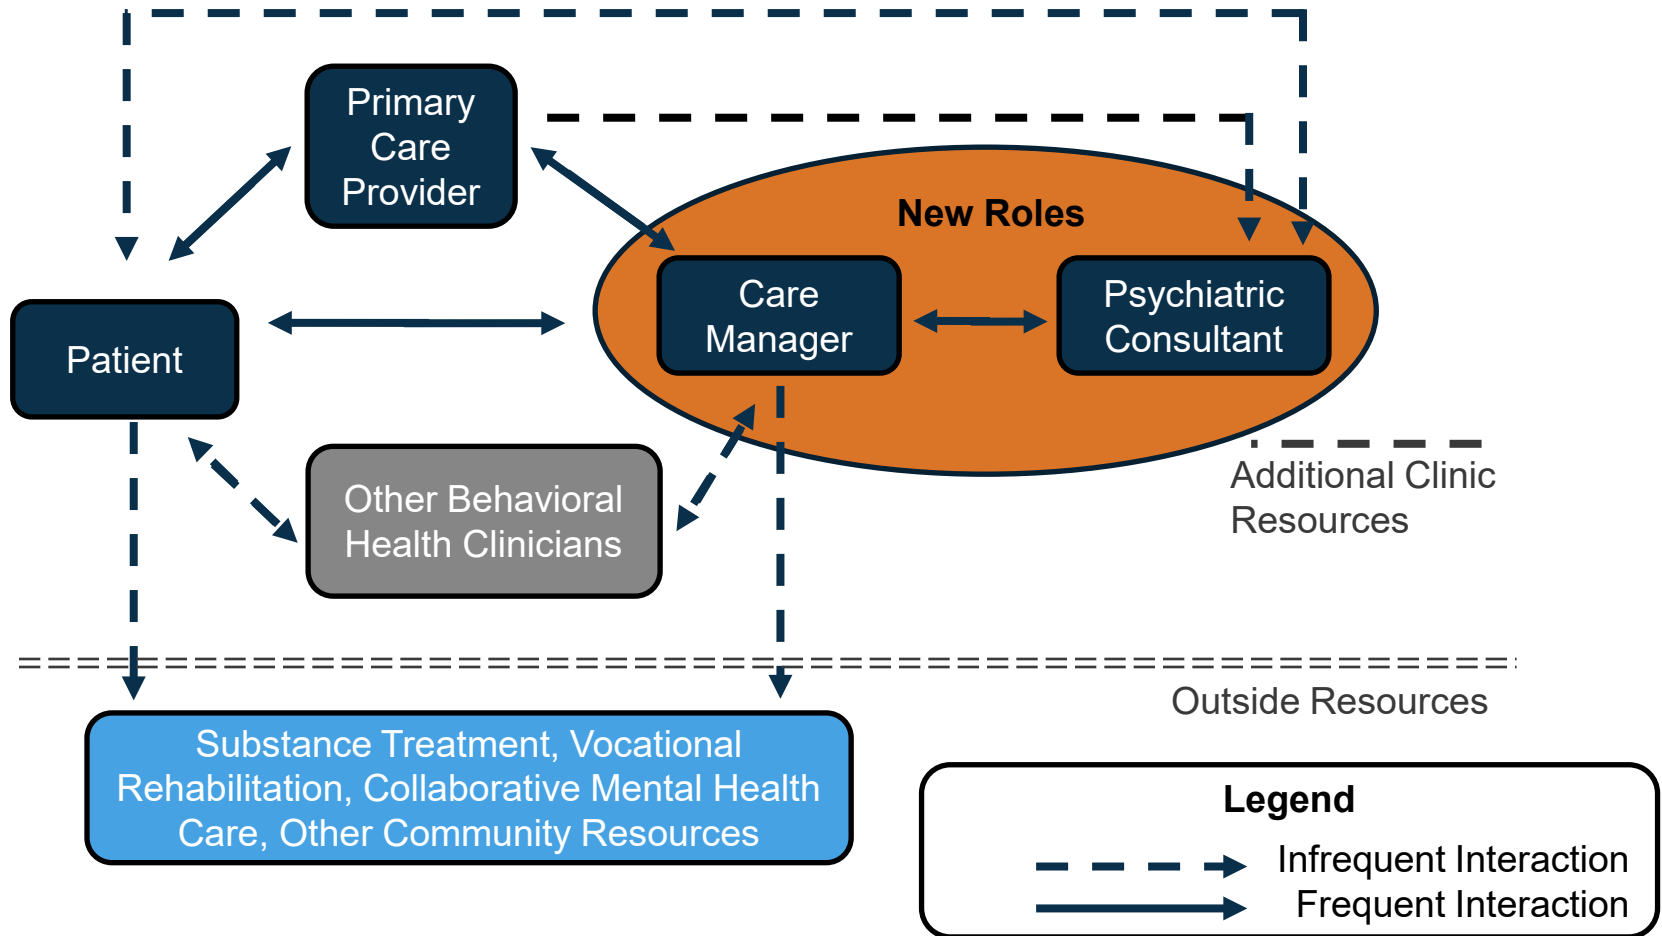 Primary
Care
Provider
New Roles
Care
Manager
Psychiatric
Consultant
Patient
Other Behavioral
Health Clinicians
Additional Clinic
Resources
Outside Resources
Substance Treatment, Vocational
Rehabilitation, Collaborative Mental Health
Care, Other Community Resources
Legend
Infrequent Interaction
Frequent Interaction